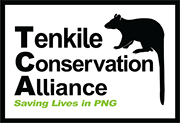 Tenkile
Conservation
Alliance
Saving Lives in PNG